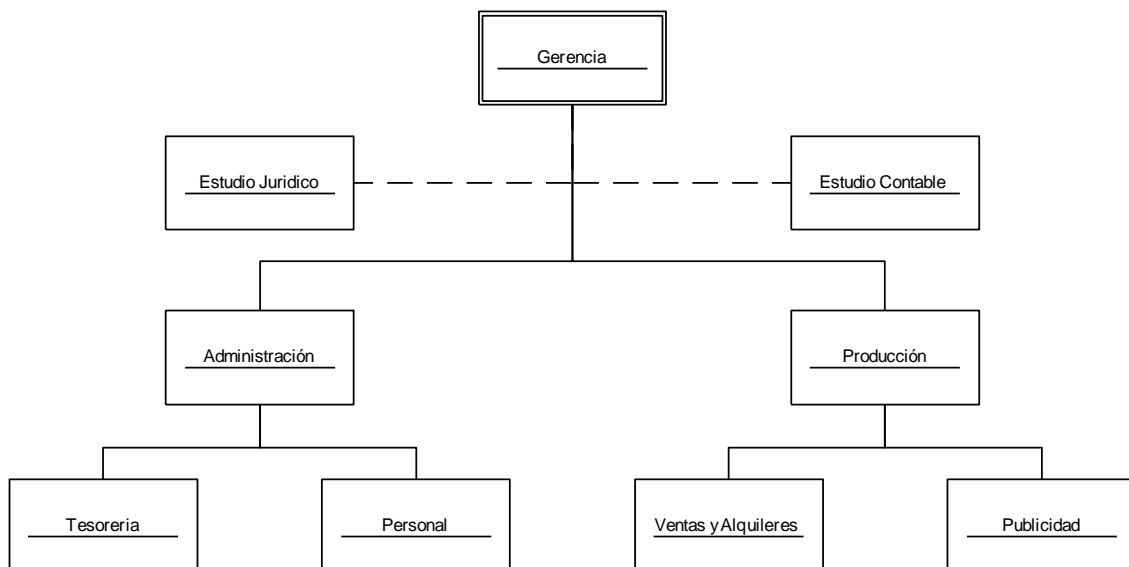 Gerencia
Estudio Juridico
Estudio Contable
Administración
Producción
Tesoreria
Personal
Ventas y Alquileres
Publicidad